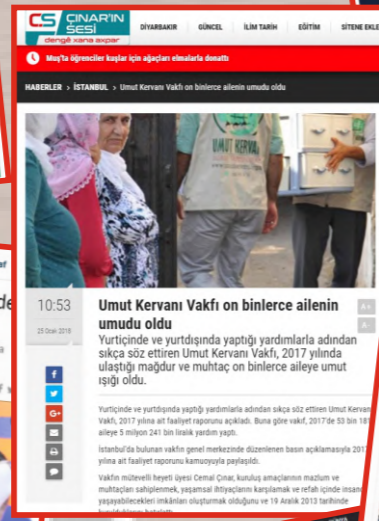 ÇS ÇINAR'IN
SESİ
dengê xana axpar
DİYARBAKIR GÜNCEL İLİM TARİH EĞİTİM SİTENE EKLE
Muş'ta öğrenciler kuşlar için ağaçları elmalarla donattı
HABERLER > İSTANBUL > Umut Kervanı Vakfı on binlerce ailenin umudu oldu
UMUT KERVANI
10:53
25 Ocak 2018
Umut Kervanı Vakfı on binlerce ailenin
umudu oldu
A+
A-
Yurtiçinde ve yurtdışında yaptığı yardımlarla adından
sıkça söz ettiren Umut Kervanı Vakfı, 2017 yılında
ulaştığı mağdur ve muhtaç on binlerce aileye umut
ışığı oldu.
Yurtiçinde ve yurtdışında yaptığı yardımlarla adından sıkça söz ettiren Umut Kervanı
Vakfı, 2017 yılına ait faaliyet raporunu açıkladı. Buna göre vakıf, 2017'de 53 bin 181
aileye 5 milyon 241 bin liralık yardım yaptı.
İstanbul'da bulunan vakfın genel merkezinde düzenlenen basın açıklamasıyla 2017
yılına ait faaliyet raporunu kamuoyuyla paylaşıldı.
Vakfın mütevelli heyeti üyesi Cemal Çınar, kuruluş amaçlarının mazlum ve
muhtaçları sahiplenmek, yaşamsal ihtiyaçlarını karşılamak ve refah içinde insanca
yaşayabilecekleri imkânları oluşturmak olduğunu ve 19 Aralık 2013 tarihinde